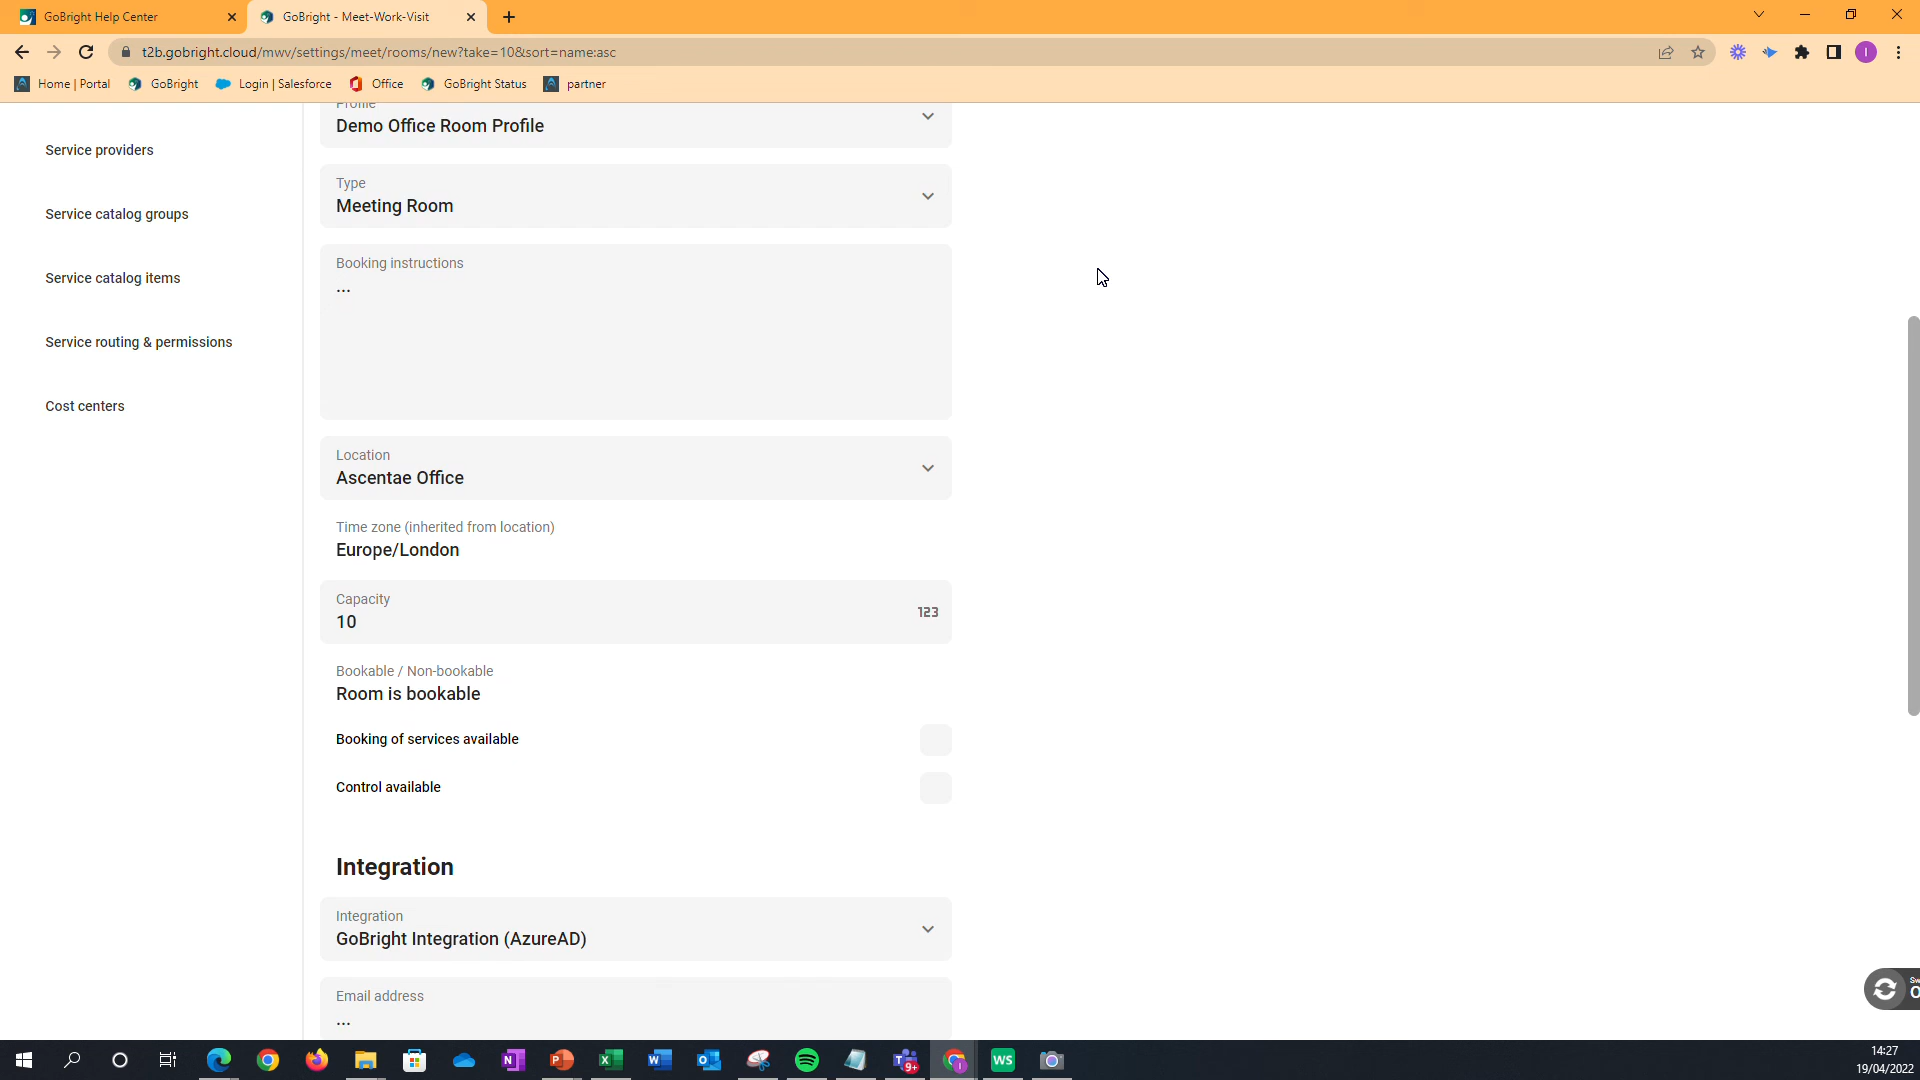 GoBright Help Center
GoBright - Meet-Work-Visit
t2b.gobright.cloud/mwv/settings/meet/rooms/new?take=10&sort=name:asc
I
Home | Portal
GoBright
Login | Salesforce
Office
GoBright Status
partner
Service providers
Service catalog groups
Service catalog items
Service routing & permissions
Cost centers
Profile
Demo Office Room Profile
Type
Meeting Room
Booking instructions
...
Location
Ascentae Office
Time zone (inherited from location)
Europe/London
Capacity
10
123
Bookable / Non-bookable
Room is bookable
Booking of services available
Control available
Integration
Integration
GoBright Integration (AzureAD)
Email address
...
N
P
X
W
O
T
9+
I
WS
14:27
19/04/2022